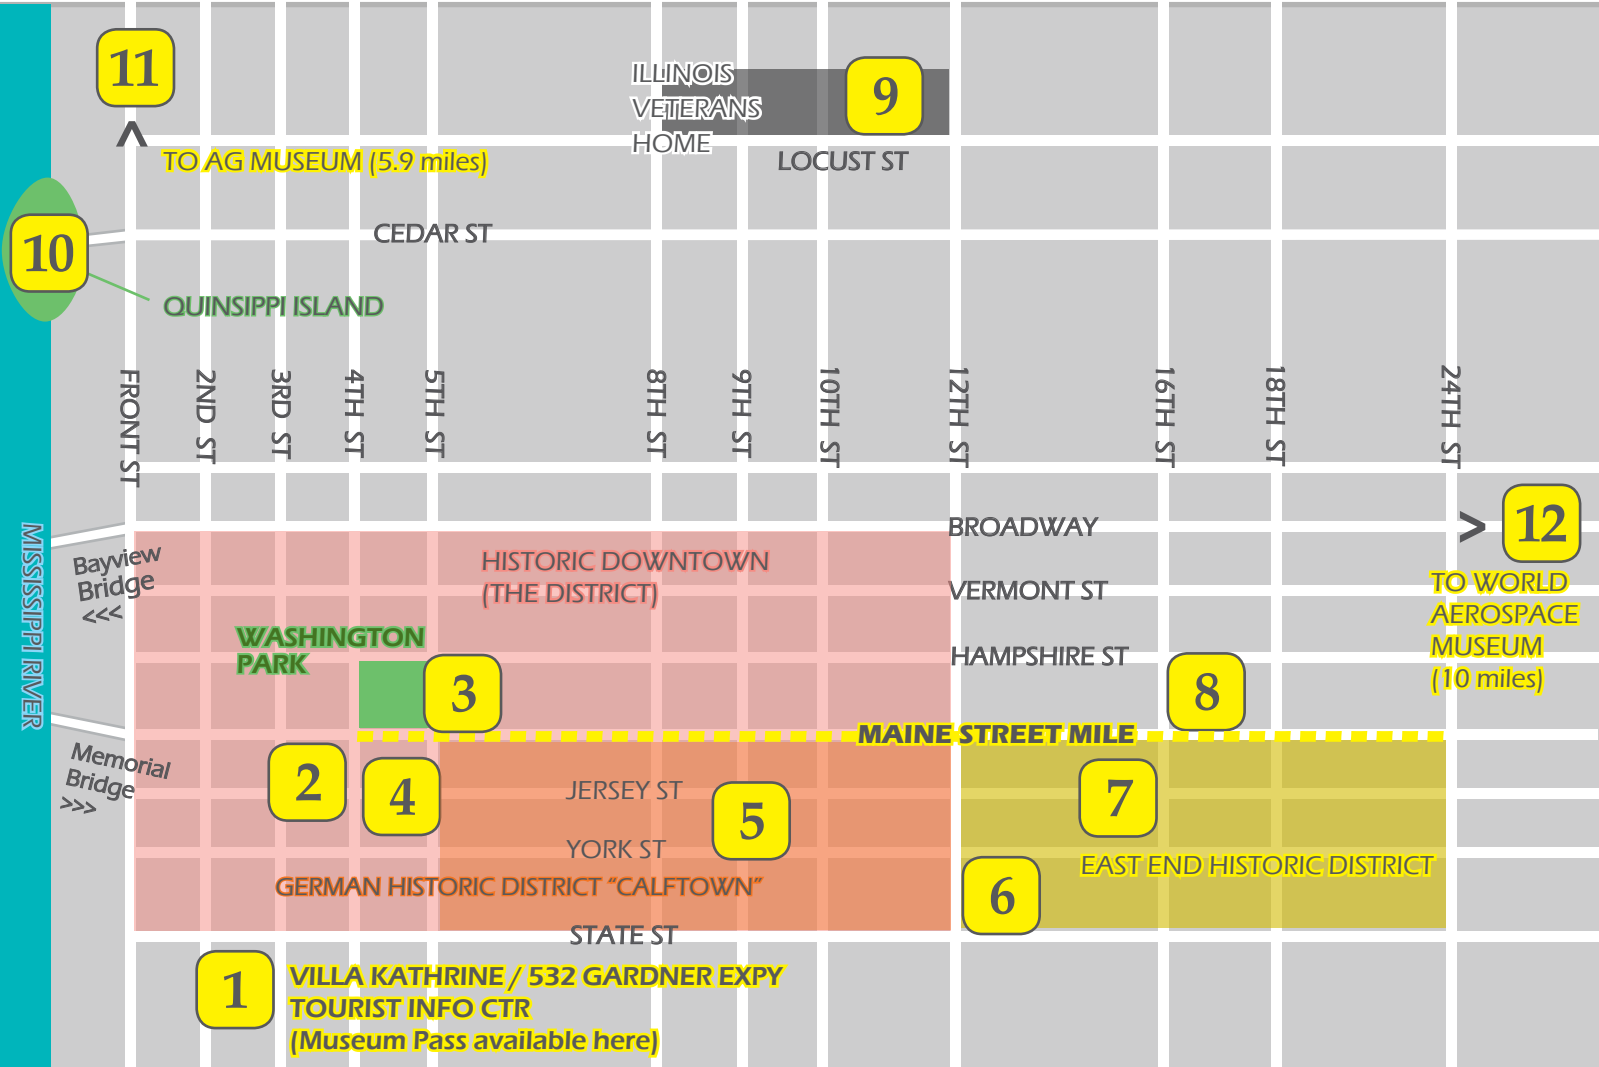 11
^
TO AG MUSEUM (5.9 miles)
ILLINOIS
VETERANS
HOME
9
LOCUST ST
10
CEDAR ST
QUINSIPPI ISLAND
FRONT ST
2ND ST
3RD ST
4TH ST
5TH ST
8TH ST
9TH ST
10TH ST
12TH ST
16TH ST
18TH ST
24TH ST
MISSISSIPPI RIVER
Bayview
Bridge
<<<
HISTORIC DOWNTOWN
(THE DISTRICT)
BROADWAY
> 12
TO WORLD
AEROSPACE
MUSEUM
(10 miles)
VERMONT ST
WASHINGTON
PARK
HAMPSHIRE ST
3
8
MAINE STREET MILE
Memorial
Bridge
>>>
2
4
JERSEY ST
5
7
YORK ST
EAST END HISTORIC DISTRICT
GERMAN HISTORIC DISTRICT “CALFTOWN”
6
STATE ST
1
VILLA KATHRINE / 532 GARDNER EXPY
TOURIST INFO CTR
(Museum Pass available here)